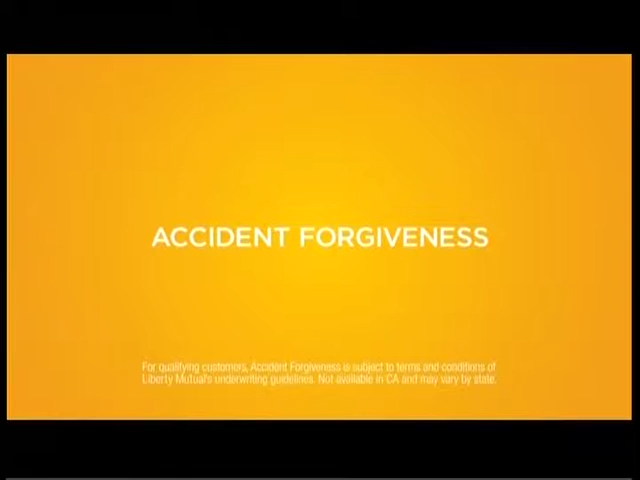 ACCIDENT FORGIVENESS
For qualifying customers, Accident Forgiveness is subject to terms and conditions of
Liberty Mutual's underwriting guidelines. Not available in CA and may vary by state.